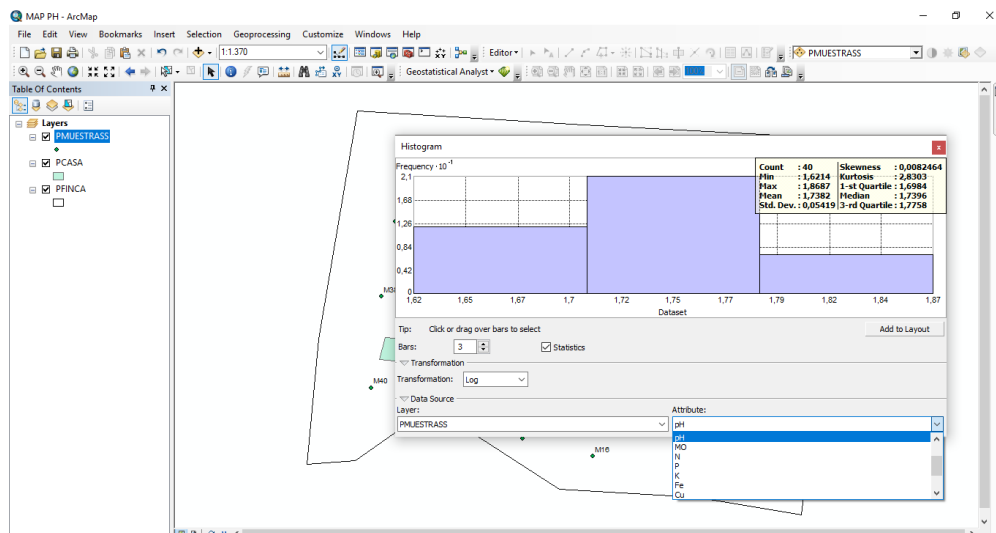 MAP PH - ArcMap
File Edit View Bookmarks Insert Selection Geoprocessing Customize Windows Help
1:1.370 Editor PMUESTRASS
Geostatistical Analyst
Table Of Contents
Layers
PMUESTRASS
PCASA
PFINCA
Histogram
Frequency · 10 -1
Count : 40 Skewness : 0,0082464
Min : 1,6214 Kurtosis : 2,8303
Max : 1,8687 1-st Quartile : 1,6984
Mean : 1,7382 Median : 1,7396
Std. Dev. : 0,05419 3-rd Quartile : 1,7758
2,1
1,68
1,26
0,84
0,42
0
1,62 1,65 1,67 1,7 1,72 1,75 1,77 1,79 1,82 1,84 1,87
Dataset
Tip: Click or drag over bars to select
Add to Layout
Bars: 3 Statistics
Transformation
Transformation: Log
Data Source
Layer: Attribute:
PMUESTRASS pH
pH
MO
N
P
K
Fe
Cu
M40
M16